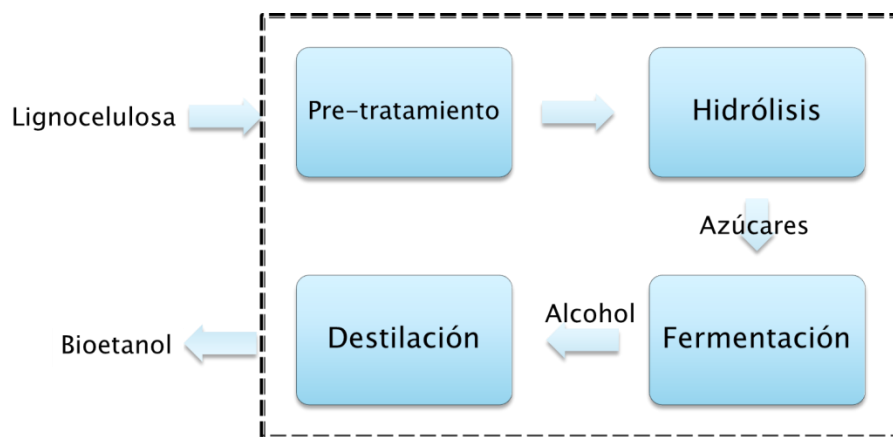 Lignocelulosa
Pre-tratamiento
Hidrólisis
Azúcares
Fermentación
Alcohol
Destilación
Bioetanol